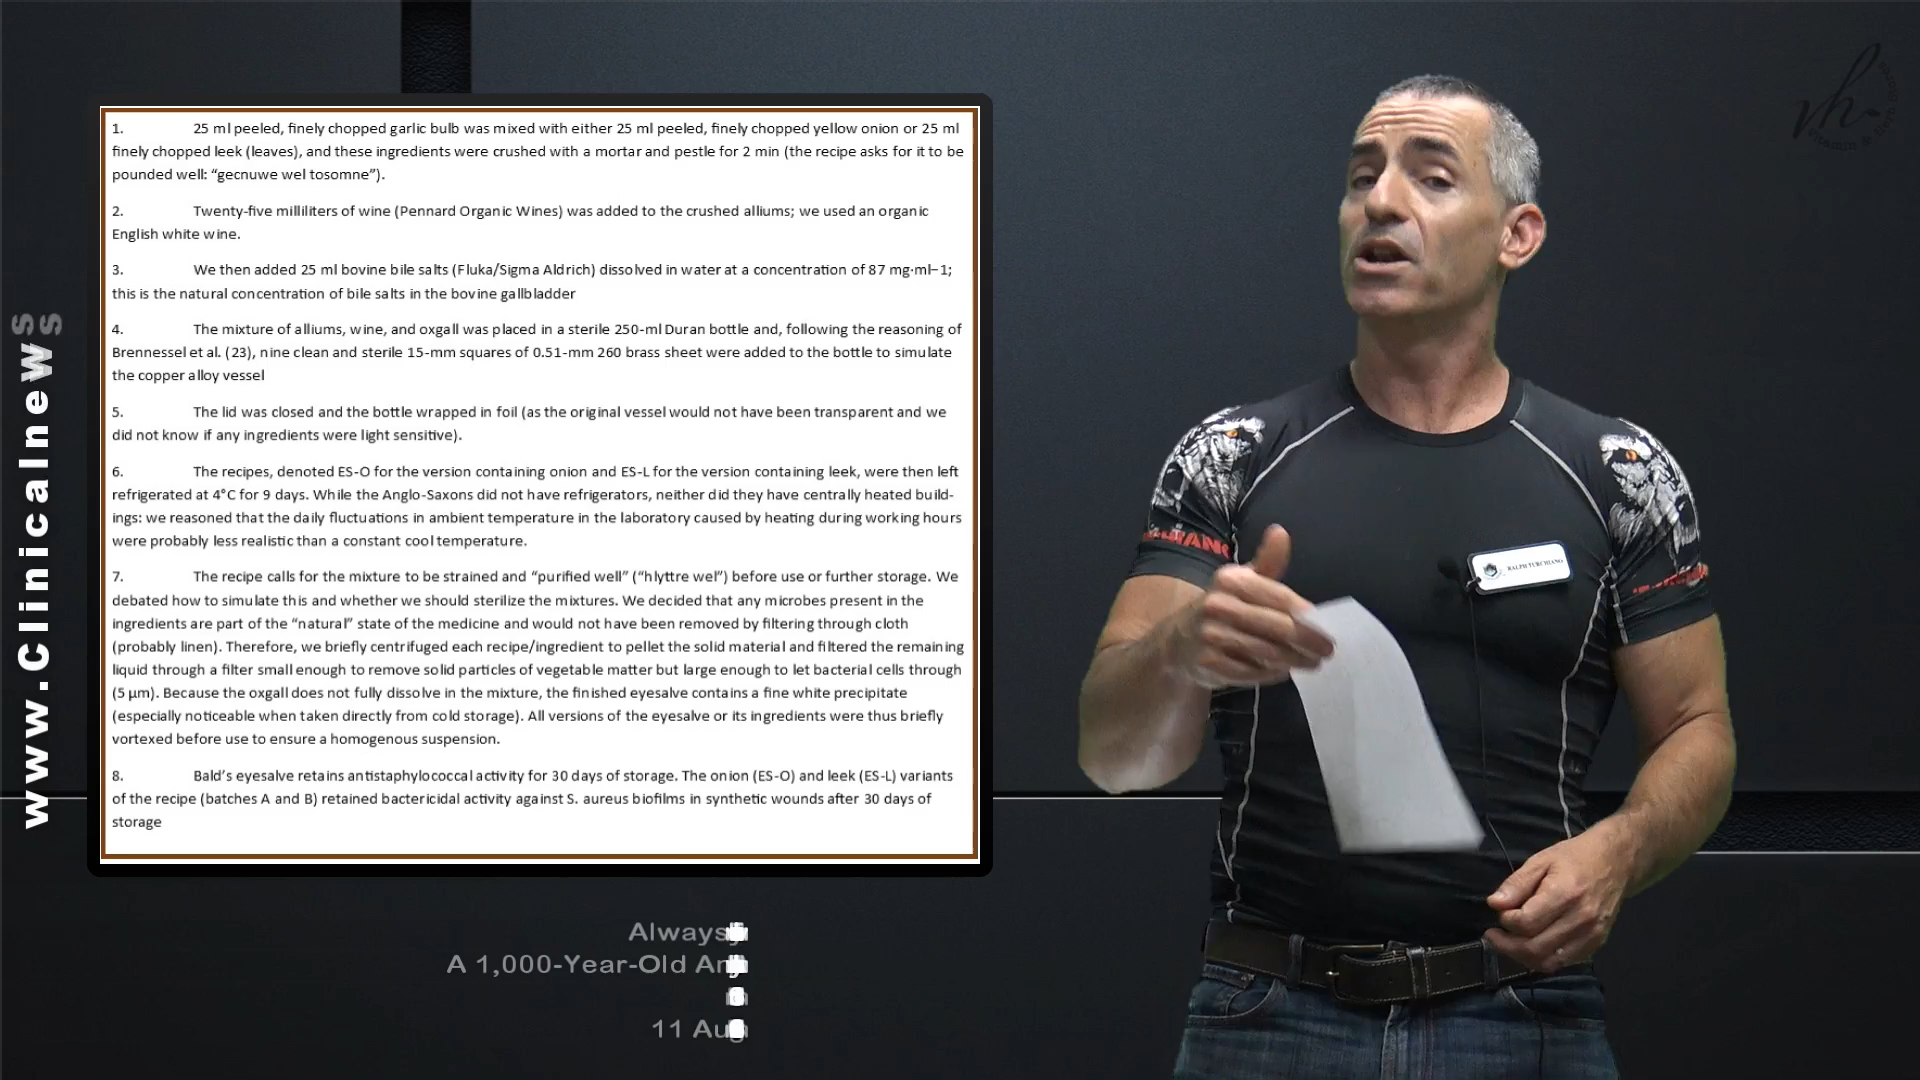 1. 25 ml peeled, finely chopped garlic bulb was mixed with either 25 ml peeled, finely chopped yellow onion or 25 ml
finely chopped leek (leaves), and these ingredients were crushed with a mortar and pestle for 2 min (the recipe asks for it to be
pounded well: “gecnuwe wel tosomne”).
2. Twenty-five milliliters of wine (Pennard Organic Wines) was added to the crushed alliums; we used an organic
English white wine.
3. We then added 25 ml bovine bile salts (Fluka/Sigma Aldrich) dissolved in water at a concentration of 87 mg·ml−1;
this is the natural concentration of bile salts in the bovine gallbladder
4. The mixture of alliums, wine, and oxgall was placed in a sterile 250-ml Duran bottle and, following the reasoning of
Brennessel et al. (23), nine clean and sterile 15-mm squares of 0.51-mm 260 brass sheet were added to the bottle to simulate
the copper alloy vessel
5. The lid was closed and the bottle wrapped in foil (as the original vessel would not have been transparent and we
did not know if any ingredients were light sensitive).
6. The recipes, denoted ES-O for the version containing onion and ES-L for the version containing leek, were then left
refrigerated at 4°C for 9 days. While the Anglo-Saxons did not have refrigerators, neither did they have centrally heated build-
ings: we reasoned that the daily fluctuations in ambient temperature in the laboratory caused by heating during working hours
were probably less realistic than a constant cool temperature.
7. The recipe calls for the mixture to be strained and “purified well” (“hlyttre wel”) before use or further storage. We
debated how to simulate this and whether we should sterilize the mixtures. We decided that any microbes present in the
ingredients are part of the “natural” state of the medicine and would not have been removed by filtering through cloth
(probably linen). Therefore, we briefly centrifuged each recipe/ingredient to pellet the solid material and filtered the remaining
liquid through a filter small enough to remove solid particles of vegetable matter but large enough to let bacterial cells through
(5 µm). Because the oxgall does not fully dissolve in the mixture, the finished eyesalve contains a fine white precipitate
(especially noticeable when taken directly from cold storage). All versions of the eyesalve or its ingredients were thus briefly
vortexed before use to ensure a homogenous suspension.
8. Bald’s eyesalve retains antistaphylococcal activity for 30 days of storage. The onion (ES-O) and leek (ES-L) variants
of the recipe (batches A and B) retained bactericidal activity against S. aureus biofilms in synthetic wounds after 30 days of
storage
www.Clinicalnews
Always
A 1,000-Year-Old
11
RALPH TURCHIANO
vh